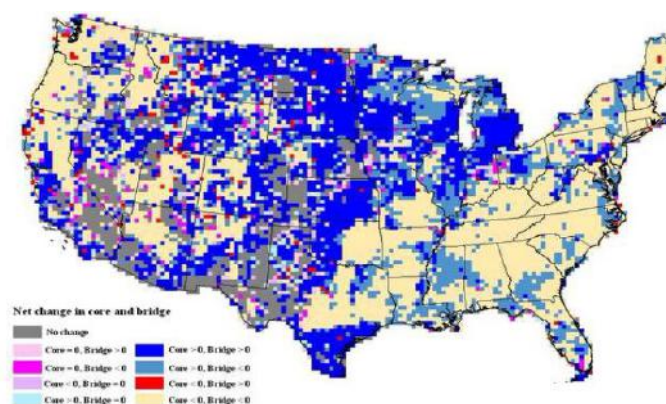 Net change in core and bridge
No change
Core = 0, Bridge > 0
Core = 0, Bridge < 0
Core < 0, Bridge = 0
Core > 0, Bridge = 0
Core > 0, Bridge > 0
Core > 0, Bridge < 0
Core < 0, Bridge > 0
Core < 0, Bridge < 0